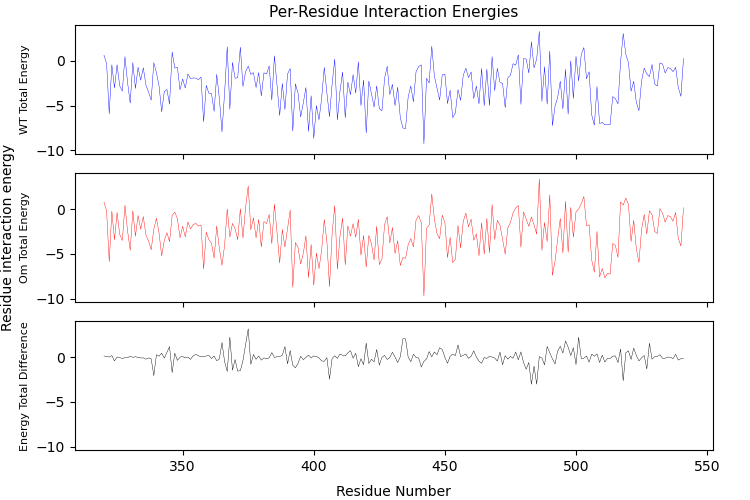 Per-Residue Interaction Energies
Residue interaction energy
WT Total Energy
0
−5
−10
Om Total Energy
0
−5
−10
Energy Total Difference
0
−5
−10
350 400 450 500 550
Residue Number